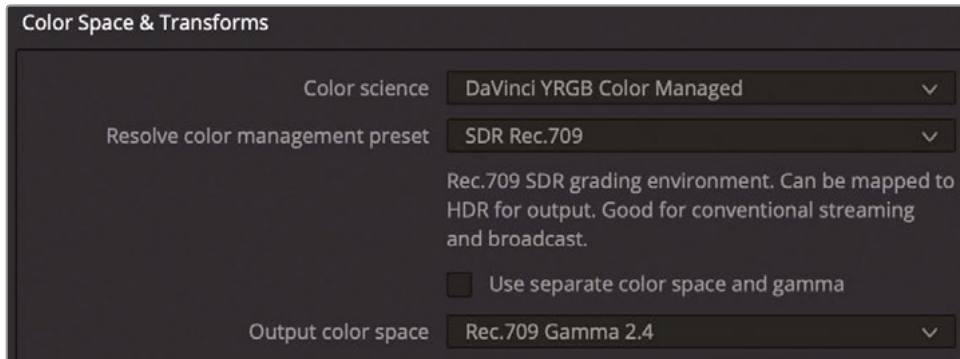 Color Space & Transforms
Color science DaVinci YRGB Color Managed
Resolve color management preset SDR Rec.709
Rec.709 SDR grading environment. Can be mapped to
HDR for output. Good for conventional streaming
and broadcast.
Use separate color space and gamma
Output color space Rec.709 Gamma 2.4